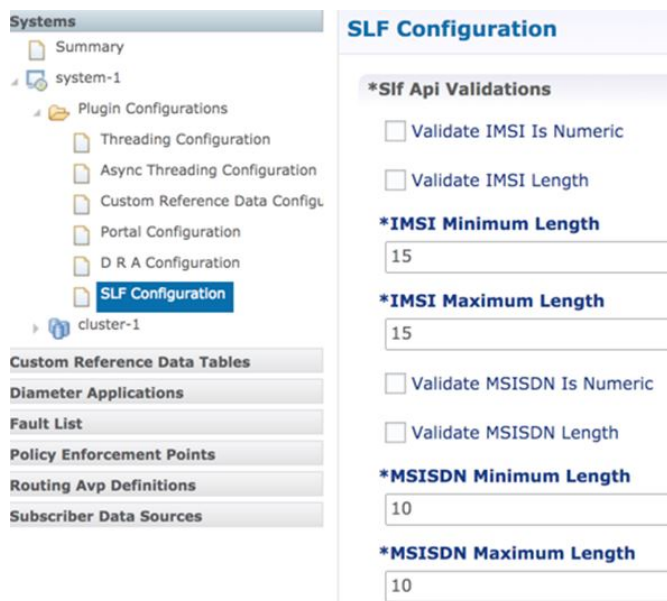 Systems
Summary
system-1
Plugin Configurations
Threading Configuration
Async Threading Configuration
Custom Reference Data Configu
Portal Configuration
D R A Configuration
SLF Configuration
cluster-1
Custom Reference Data Tables
Diameter Applications
Fault List
Policy Enforcement Points
Routing Avp Definitions
Subscriber Data Sources
SLF Configuration
*Slf Api Validations
Validate IMSI Is Numeric
Validate IMSI Length
*IMSI Minimum Length
15
*IMSI Maximum Length
15
Validate MSISDN Is Numeric
Validate MSISDN Length
*MSISDN Minimum Length
10
*MSISDN Maximum Length
10